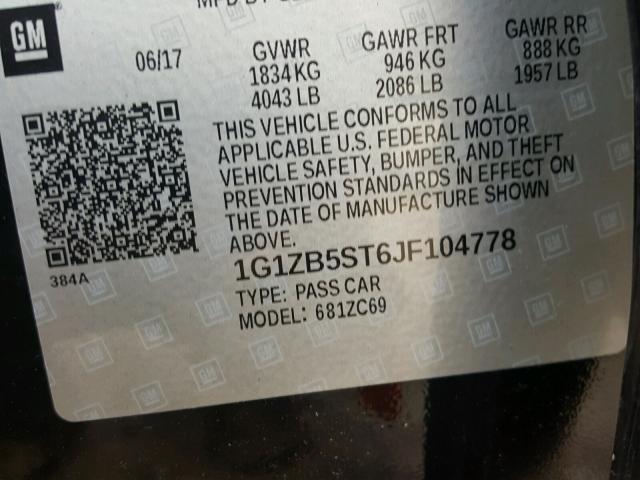 MFD BY
GM
06/17
GVWR
1834 KG
4043 LB
GAWR FRT
946 KG
2086 LB
GAWR RR
888 KG
1957 LB
THIS VEHICLE CONFORMS TO ALL
APPLICABLE U.S. FEDERAL MOTOR
VEHICLE SAFETY, BUMPER, AND THEFT
PREVENTION STANDARDS IN EFFECT ON
THE DATE OF MANUFACTURE SHOWN
ABOVE.
384A
1G1ZB5ST6JF104778
TYPE: PASS CAR
MODEL: 681ZC69